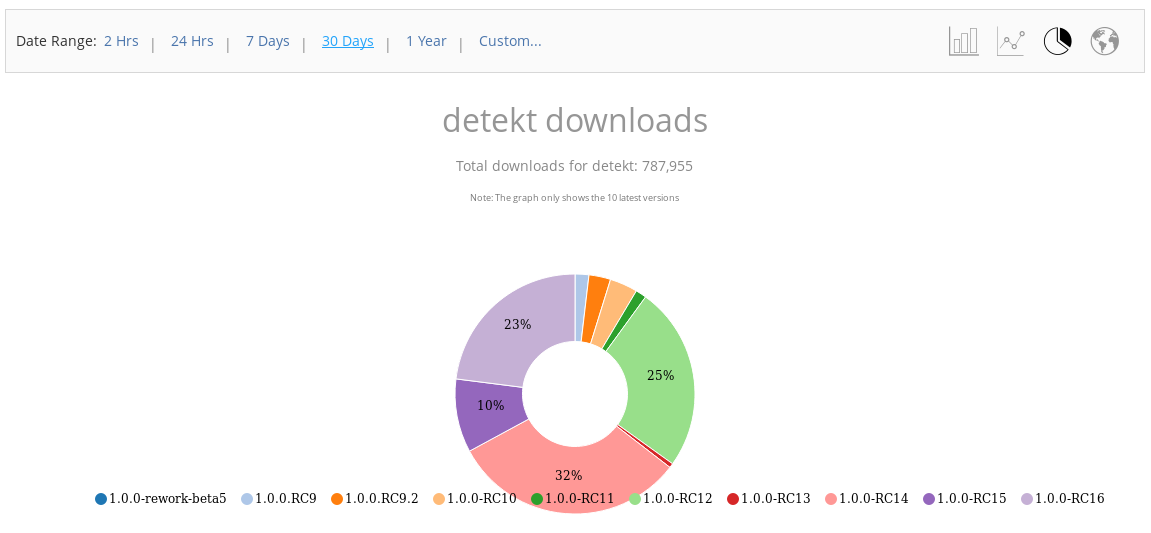 Date Range: 2 Hrs | 24 Hrs | 7 Days | 30 Days | 1 Year | Custom...
detekt downloads
Total downloads for detekt: 787,955
Note: The graph only shows the 10 latest versions
23%
25%
10%
32%
1.0.0-rework-beta5 1.0.0.RC9 1.0.0.RC9.2 1.0.0-RC10 1.0.0-RC11 1.0.0-RC12 1.0.0-RC13 1.0.0-RC14 1.0.0-RC15 1.0.0-RC16